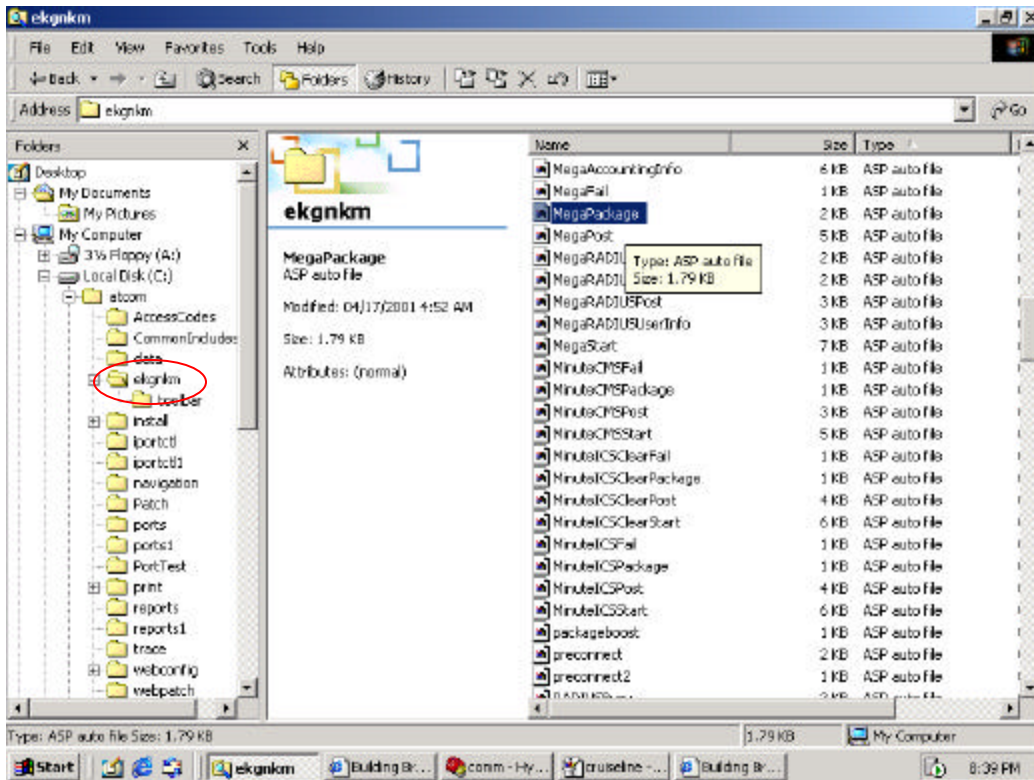 ekgnkm
File Edit View Favorites Tools Help
Back Search Folders History
Address ekgnkm Go
Folders
Desktop
My Documents
My Pictures
My Computer
3½ Floppy (A:)
Local Disk (C:)
atcom
AccessCodes
CommonIncludes
data
ekgnkm
toolbar
install
iportctl
iportctl1
navigation
Patch
ports
ports1
PortTest
print
reports
reports1
trace
webconfig
webpatch
ekgnkm
MegaPackage
ASP auto file
Modified: 04/17/2001 4:52 AM
Size: 1.79 KB
Attributes: (normal)
Name Size Type
MegaAccountingInfo 6 KB ASP auto file
MegaFail 1 KB ASP auto file
MegaPackage 2 KB ASP auto file
MegaPost 5 KB ASP auto file
MegaRADIU 2 KB ASP auto file
MegaRADIU 2 KB ASP auto file
Type: ASP auto file
Size: 1.79 KB
MegaRADIUSPost 3 KB ASP auto file
MegaRADIUSUserInfo 3 KB ASP auto file
MegaStart 7 KB ASP auto file
MinuteCMSFail 1 KB ASP auto file
MinuteCMSPackage 1 KB ASP auto file
MinuteCMSPost 3 KB ASP auto file
MinuteCMSStart 5 KB ASP auto file
MinuteICSClearFail 1 KB ASP auto file
MinuteICSClearPackage 1 KB ASP auto file
MinuteICSClearPost 4 KB ASP auto file
MinuteICSClearStart 6 KB ASP auto file
MinuteICSFail 1 KB ASP auto file
MinuteICSPackage 1 KB ASP auto file
MinuteICSPost 4 KB ASP auto file
MinuteICSStart 6 KB ASP auto file
packageboost 1 KB ASP auto file
preconnect 2 KB ASP auto file
preconnect2 1 KB ASP auto file
Type: ASP auto file Size: 1.79 KB 1.79 KB My Computer
Start ekgnkm Building Br... comm - Hy... cruiseline -... Building Br... 8:39 PM